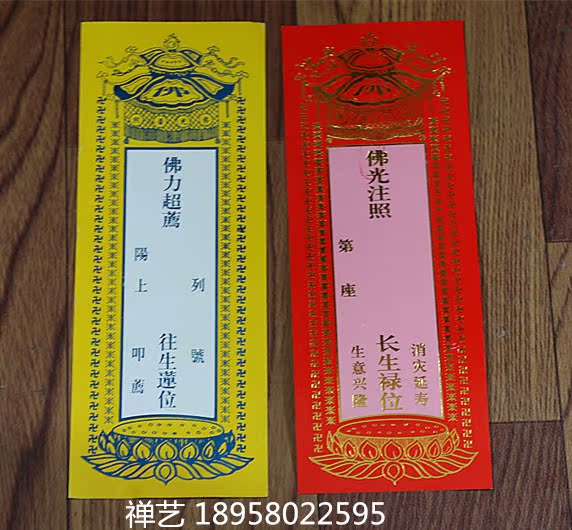 佛力超薦
往生蓮位
陽上
叩薦
列號
佛光注照
长生禄位
第座
消灾延寿
生意兴隆
禅艺 18958022595